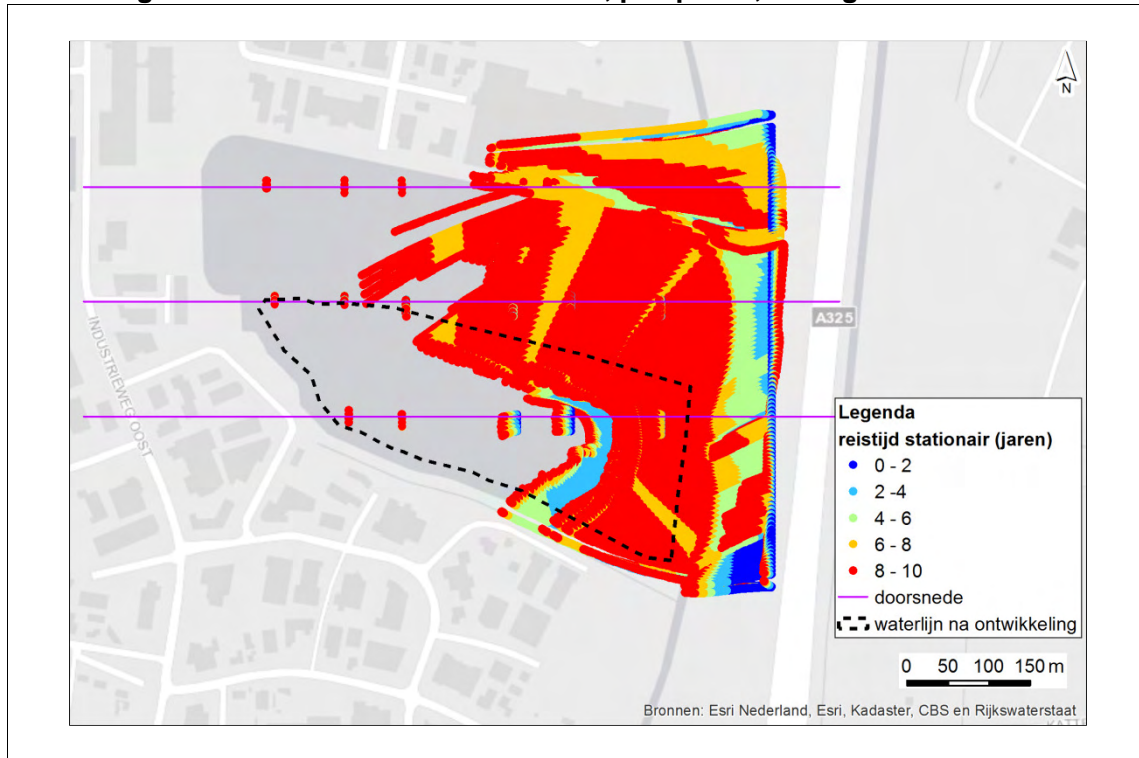 N
A325
INDUSTRIEWEG OOST
Legenda
reistijd stationair (jaren)
0 - 2
2 -4
4 - 6
6 - 8
8 - 10
doorsnede
waterlijn na ontwikkeling
0 50 100 150 m
Bronnen: Esri Nederland, Esri, Kadaster, CBS en Rijkswaterstaat